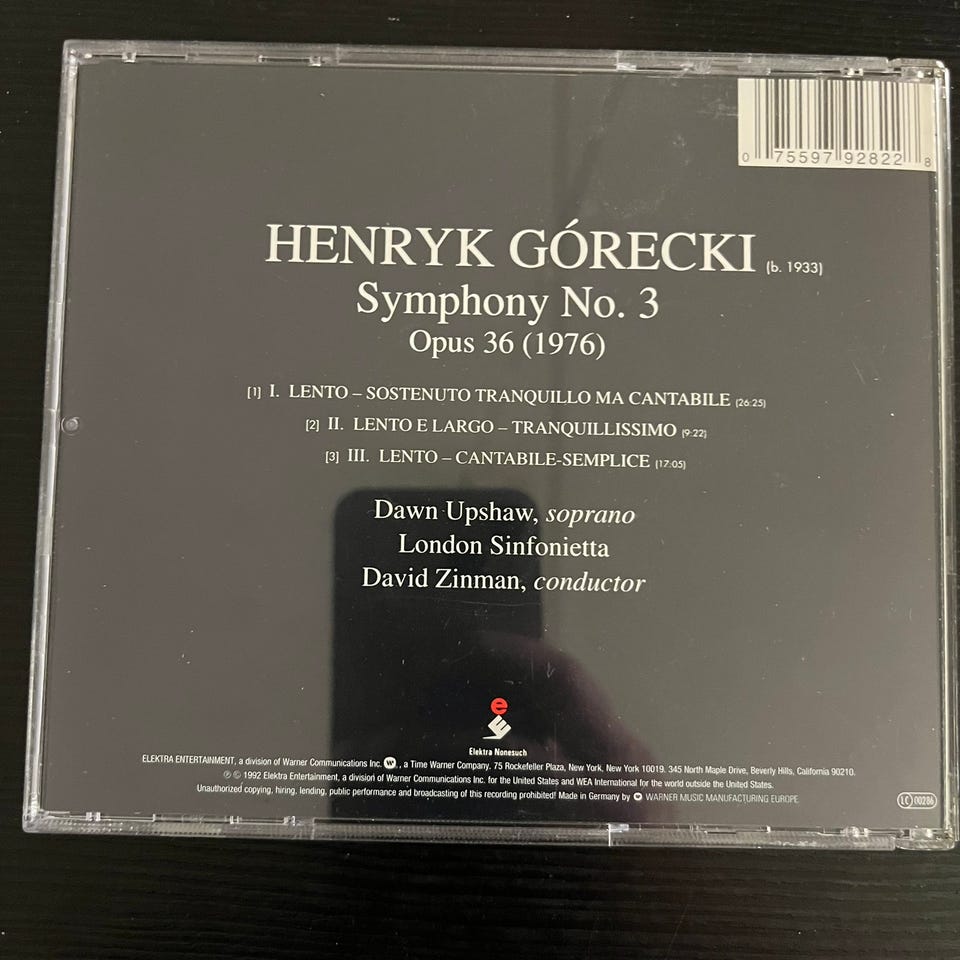 0 75597 92822 8
HENRYK GÓRECKI (b. 1933)
Symphony No. 3
Opus 36 (1976)
[1] I. LENTO – SOSTENUTO TRANQUILLO MA CANTABILE (26:25)
[2] II. LENTO E LARGO – TRANQUILLISSIMO (9:22)
[3] III. LENTO – CANTABILE-SEMPLICE (17:05)
Dawn Upshaw, soprano
London Sinfonietta
David Zinman, conductor
e
Elektra Nonesuch
ELEKTRA ENTERTAINMENT, a division of Warner Communications Inc. W, a Time Warner Company. 75 Rockefeller Plaza, New York, New York 10019. 345 North Maple Drive, Beverly Hills, California 90210.
℗ © 1992 Elektra Entertainment, a division of Warner Communications Inc. for the United States and WEA International for the world outside the United States.
Unauthorized copying, hiring, lending, public performance and broadcasting of this recording prohibited! Made in Germany by WARNER MUSIC MANUFACTURING EUROPE
LC 00286